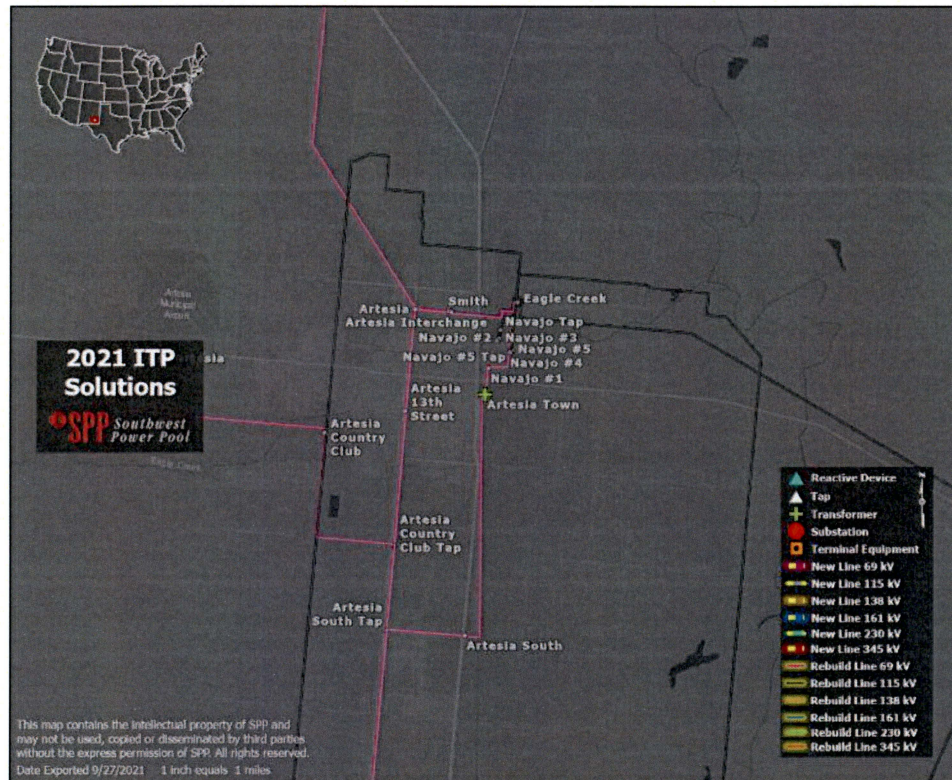 Artesia
Municipal
Airport
2021 ITP
Solutions
SPP Southwest
Power Pool
Eagle Creek
Artesia
Smith
Eagle Creek
Artesia Interchange
Navajo Tap
Navajo #2
Navajo #3
Navajo #5
Navajo #5 Tap
Navajo #4
Navajo #1
Artesia
13th
Street
Artesia Town
Artesia
Country
Club
Artesia
Country
Club Tap
Artesia
South Tap
Artesia South
Reactive Device
Tap
Transformer
Substation
Terminal Equipment
New Line 69 kV
New Line 115 kV
New Line 138 kV
New Line 161 kV
New Line 230 kV
New Line 345 kV
Rebuild Line 69 kV
Rebuild Line 115 kV
Rebuild Line 138 kV
Rebuild Line 161 kV
Rebuild Line 230 kV
Rebuild Line 345 kV
This map contains the intellectual property of SPP and
may not be used, copied or disseminated by third parties
without the express permission of SPP. All rights reserved.
Date Exported 9/27/2021 1 inch equals 1 miles